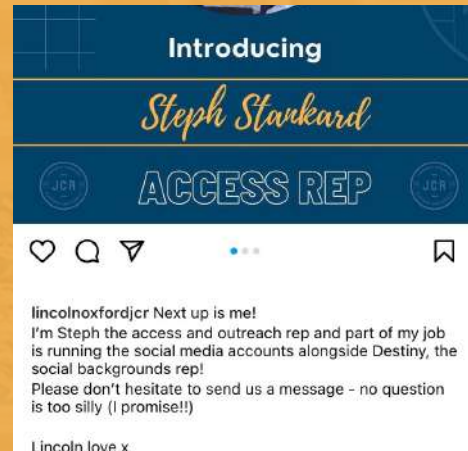 Introducing
Steph Stankard
JCR ACCESS REP JCR
lincolnoxfordjcr Next up is me!
I'm Steph the access and outreach rep and part of my job
is running the social media accounts alongside Destiny, the
social backgrounds rep!
Please don't hesitate to send us a message - no question
is too silly (I promise!!)
Lincoln love x